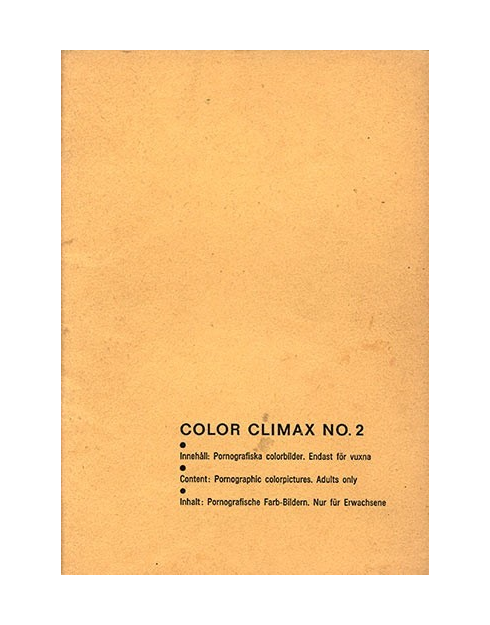 COLOR CLIMAX NO. 2
Innehåll: Pornografiska colorbilder. Endast för vuxna
Content: Pornographic colorpictures. Adults only
Inhalt: Pornografische Farb-Bildern. Nur für Erwachsene